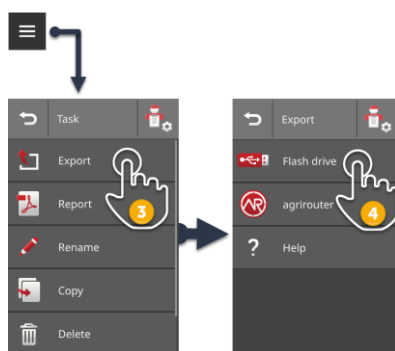 Task
Export
Report
Rename
Copy
Delete
3
Export
Flash drive
agrirouter
Help
4